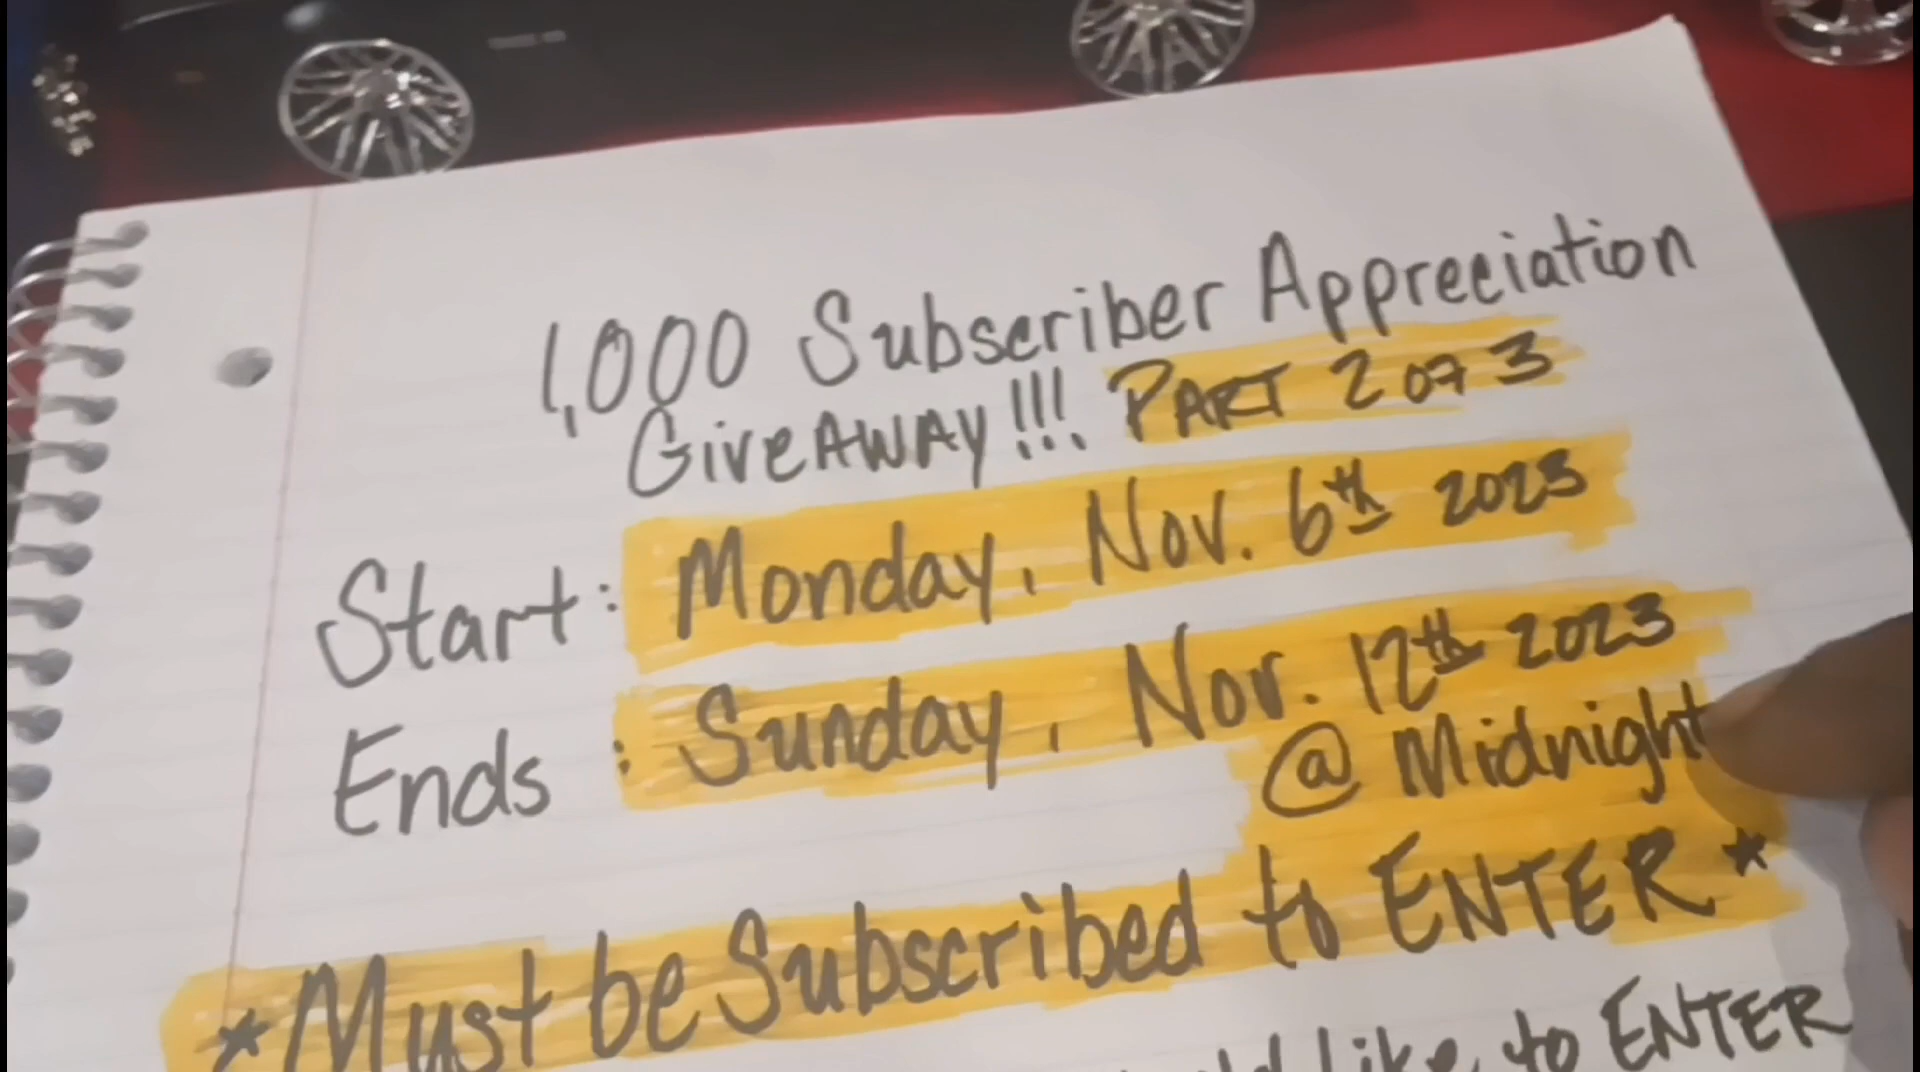 1,000 Subscriber Appreciation
GiveAWAY!!! PART 2 of 3
Start: Monday, Nov. 6th 2023
Ends: Sunday, Nov. 12th 2023
@ Midnight
*Must be Subscribed to ENTER*
like to ENTER